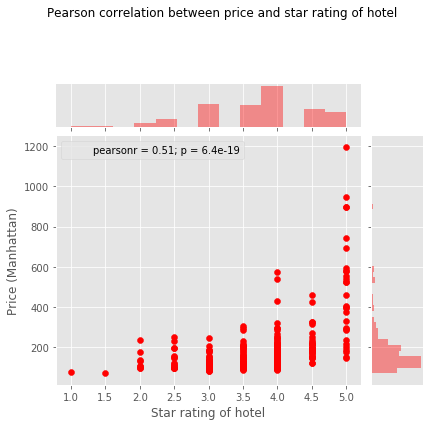 Pearson correlation between price and star rating of hotel
pearsonr = 0.51; p = 6.4e-19
1200
1000
800
600
400
200
Price (Manhattan)
1.0 1.5 2.0 2.5 3.0 3.5 4.0 4.5 5.0
Star rating of hotel